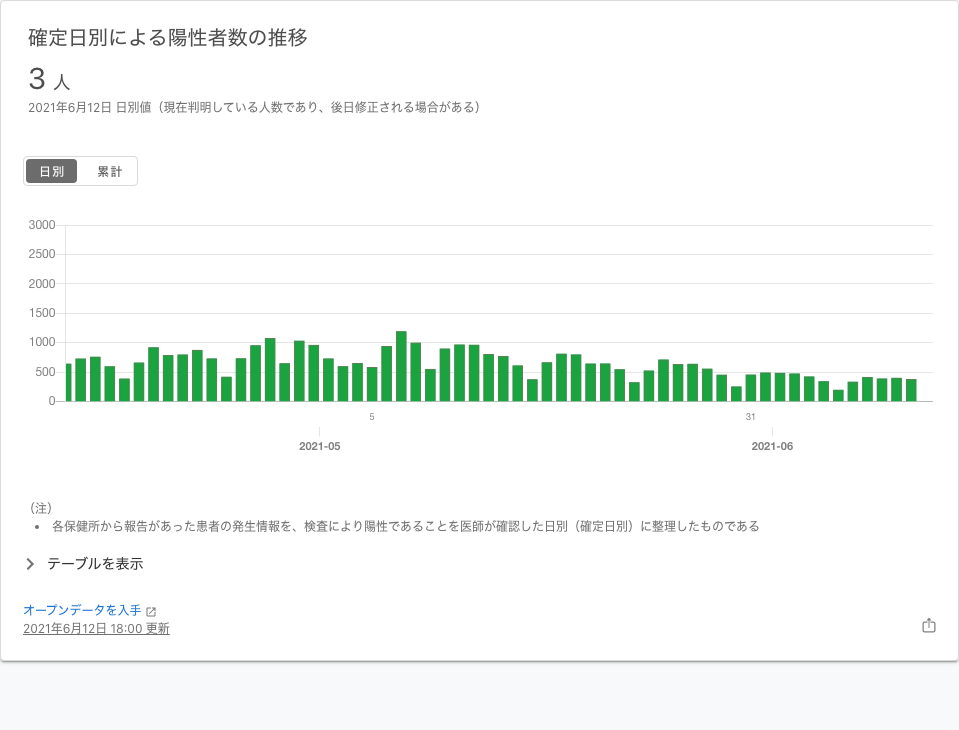 確定日別による陽性者数の推移
3 人
2021年6月12日 日別値（現在判明している人数であり、後日修正される場合がある）
日別 累計
3000
2500
2000
1500
1000
500
0
5 31
2021-05 2021-06
（注）
• 各保健所から報告があった患者の発生情報を、検査により陽性であることを医師が確認した日別（確定日別）に整理したものである
テーブルを表示
オープンデータを入手
2021年6月12日 18:00 更新